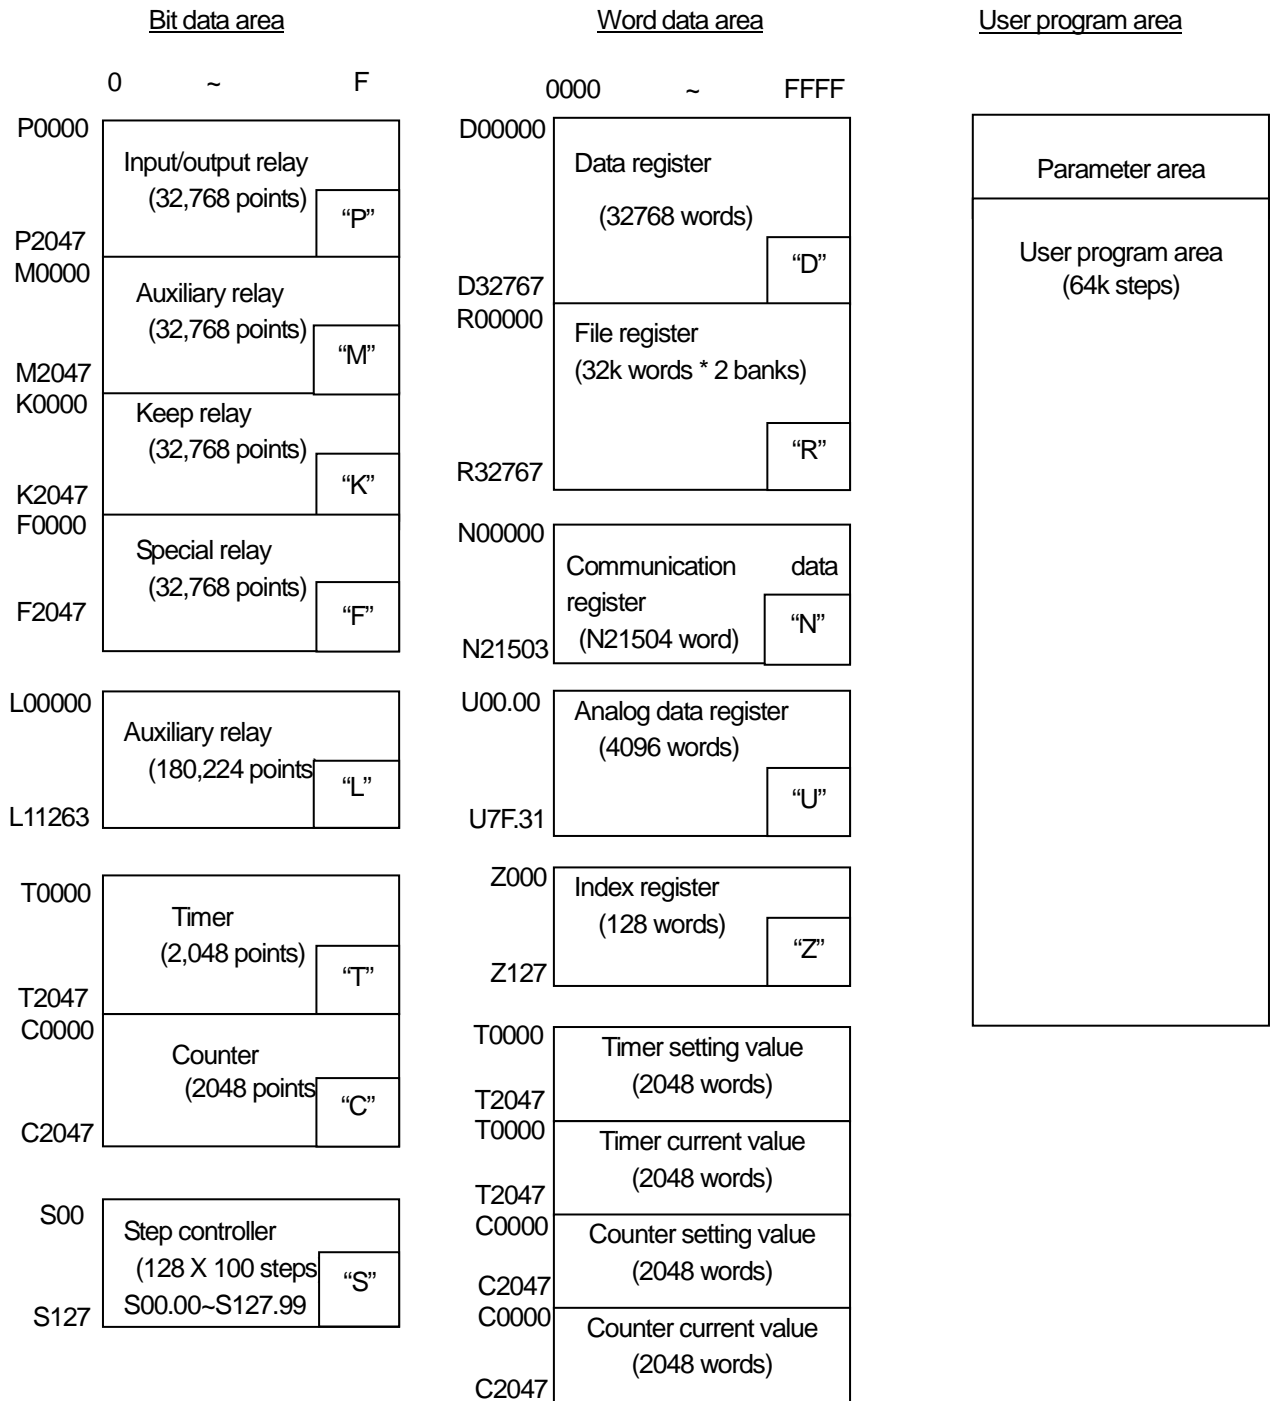 Bit data area
0 ~ F
P0000
Input/output relay
(32,768 points)
“P”
P2047
M0000
Auxiliary relay
(32,768 points)
“M”
M2047
K0000
Keep relay
(32,768 points)
“K”
K2047
F0000
Special relay
(32,768 points)
“F”
F2047
L00000
Auxiliary relay
(180,224 points
“L”
L11263
T0000
Timer
(2,048 points)
“T”
T2047
C0000
Counter
(2048 points
“C”
C2047
S00
Step controller
(128 X 100 steps
“S”
S00.00~S127.99
S127
Word data area
0000 ~ FFFF
D00000
Data register
(32768 words)
“D”
D32767
R00000
File register
(32k words * 2 banks)
“R”
R32767
N00000
Communication data
register
“N”
(N21504 word)
N21503
U00.00
Analog data register
(4096 words)
“U”
U7F.31
Z000
Index register
(128 words)
“Z”
Z127
T0000
Timer setting value
(2048 words)
T2047
T0000
Timer current value
(2048 words)
T2047
C0000
Counter setting value
(2048 words)
C2047
C0000
Counter current value
(2048 words)
C2047
User program area
Parameter area
User program area
(64k steps)